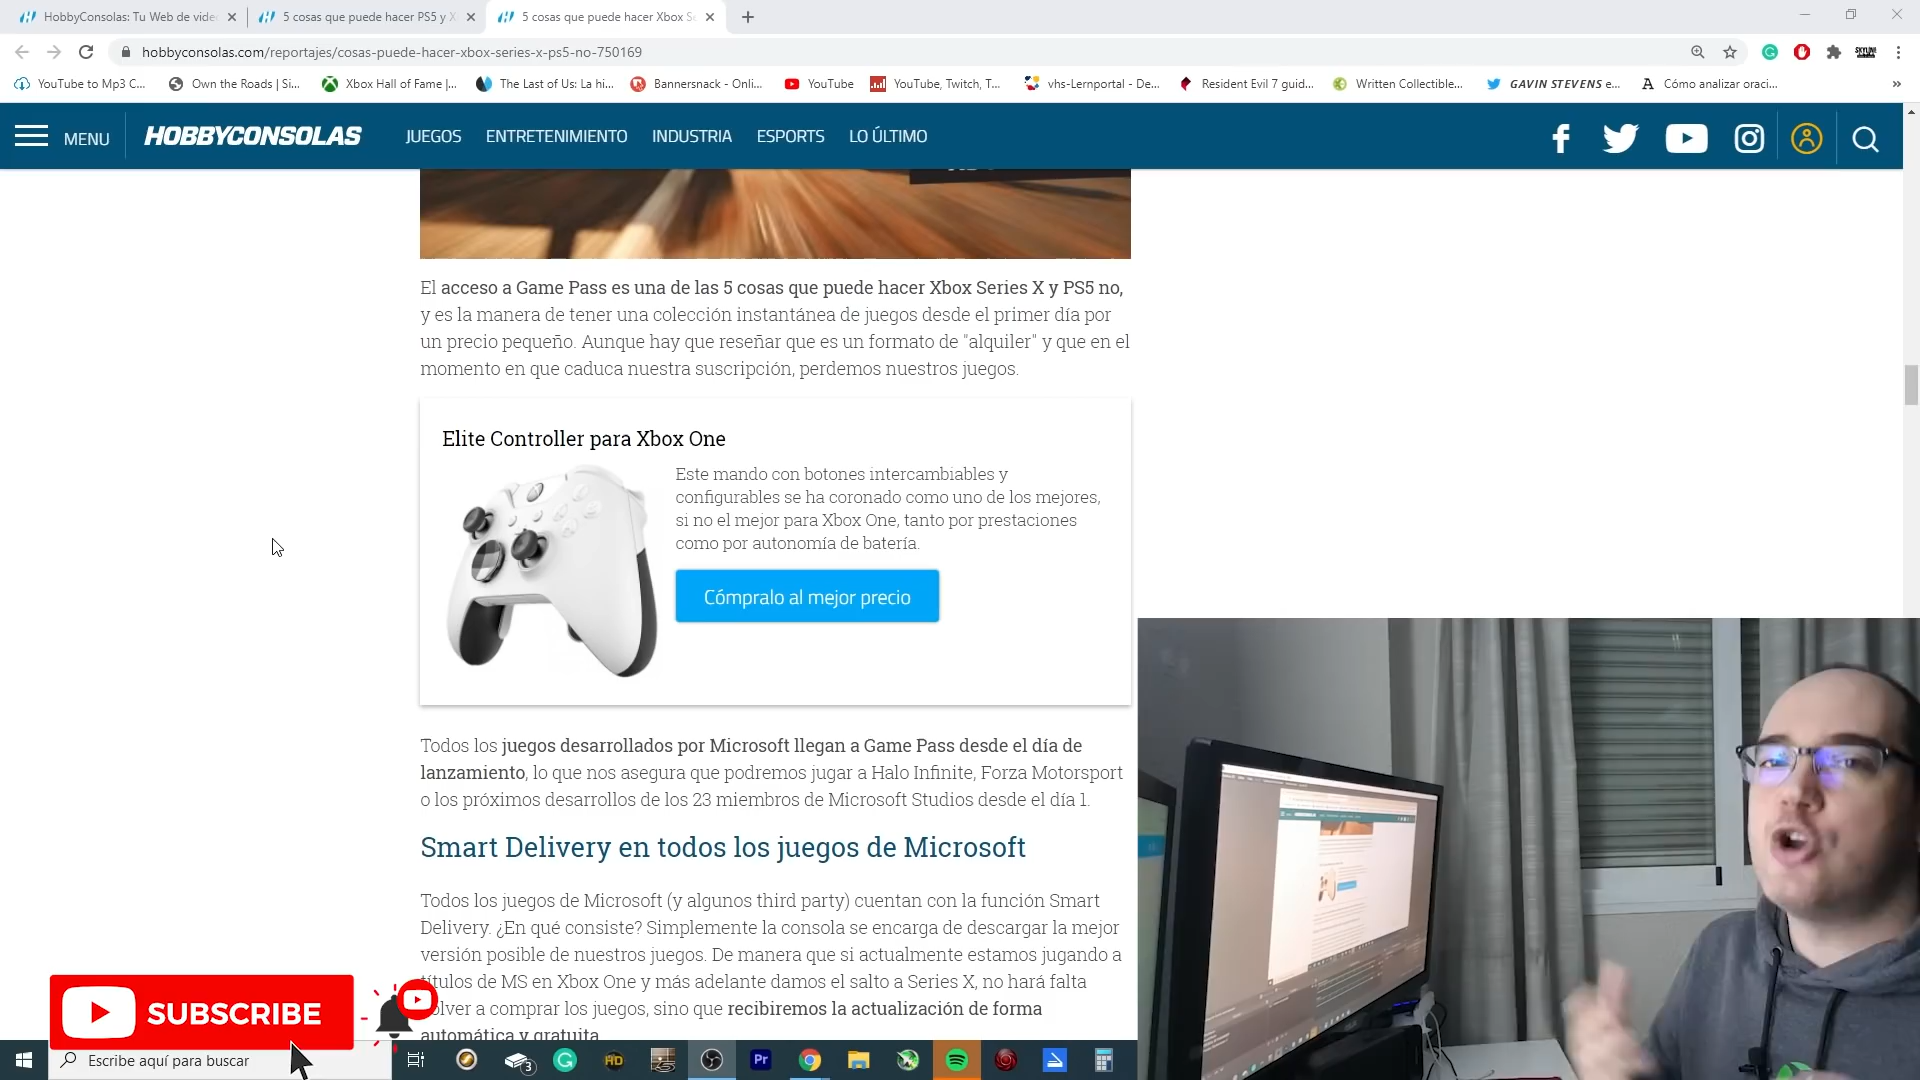 HobbyConsolas: Tu Web de video
5 cosas que puede hacer PS5 y X
5 cosas que puede hacer Xbox Se
hobbyconsolas.com/reportajes/cosas-puede-hacer-xbox-series-x-ps5-no-750169
YouTube to Mp3 C...
Own the Roads | Si...
Xbox Hall of Fame |...
The Last of Us: La hi...
Bannersnack - Onli...
YouTube
YouTube, Twitch, T...
vhs-Lernportal - De...
Resident Evil 7 guid...
Written Collectible...
GAVIN STEVENS e...
Cómo analizar oraci...
MENU
HOBBYCONSOLAS
JUEGOS
ENTRETENIMIENTO
INDUSTRIA
ESPORTS
LO ÚLTIMO
El acceso a Game Pass es una de las 5 cosas que puede hacer Xbox Series X y PS5 no,
y es la manera de tener una colección instantánea de juegos desde el primer día por
un precio pequeño. Aunque hay que reseñar que es un formato de "alquiler" y que en el
momento en que caduca nuestra suscripción, perdemos nuestros juegos.
Elite Controller para Xbox One
Este mando con botones intercambiables y
configurables se ha coronado como uno de los mejores,
si no el mejor para Xbox One, tanto por prestaciones
como por autonomía de batería.
Cómpralo al mejor precio
Todos los juegos desarrollados por Microsoft llegan a Game Pass desde el día de
lanzamiento, lo que nos asegura que podremos jugar a Halo Infinite, Forza Motorsport
o los próximos desarrollos de los 23 miembros de Microsoft Studios desde el día 1.
Smart Delivery en todos los juegos de Microsoft
Todos los juegos de Microsoft (y algunos third party) cuentan con la función Smart
Delivery. ¿En qué consiste? Simplemente la consola se encarga de descargar la mejor
versión posible de nuestros juegos. De manera que si actualmente estamos jugando a
títulos de MS en Xbox One y más adelante damos el salto a Series X, no hará falta
volver a comprar los juegos, sino que recibiremos la actualización de forma
automática y gratuita
SUBSCRIBE
Escribe aquí para buscar
3
Pr